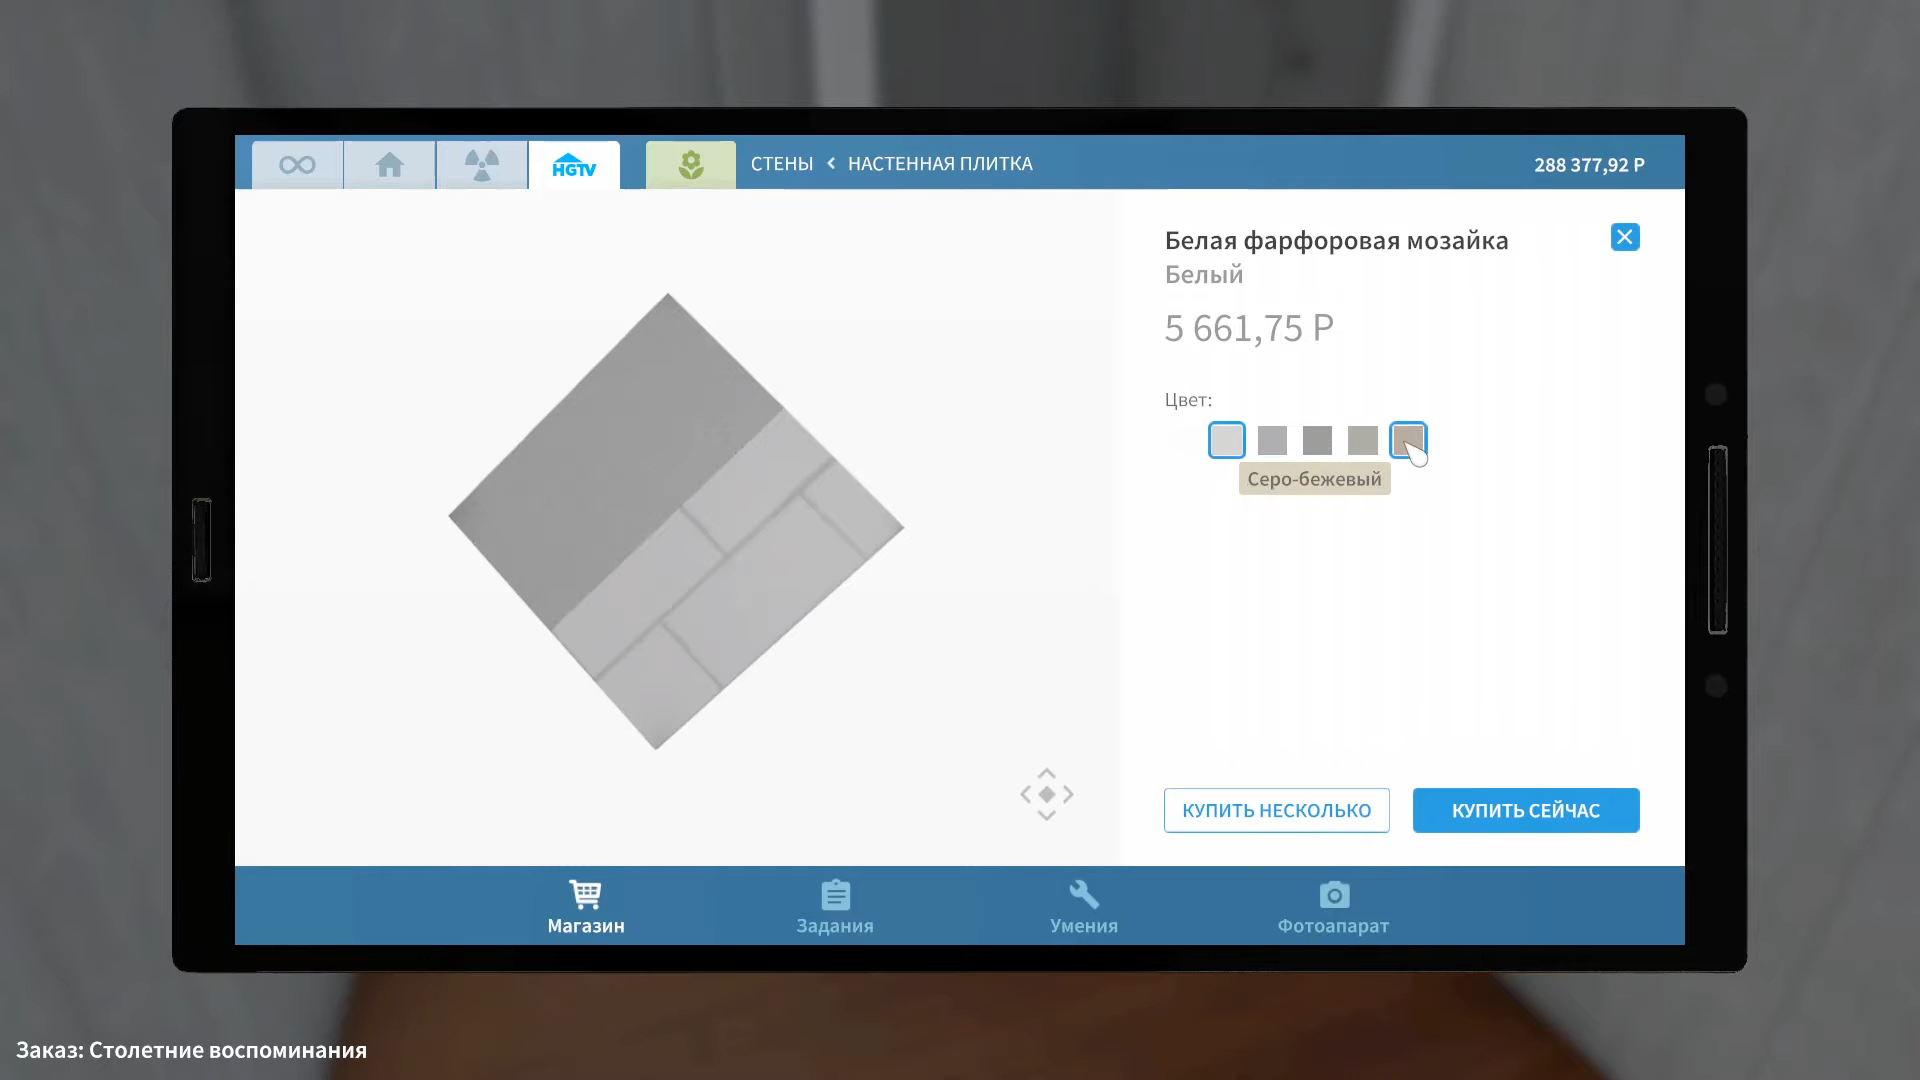 HGTV
СТЕНЫ < НАСТЕННАЯ ПЛИТКА
288 377,92 Р
Белая фарфоровая мозайка
Белый
5 661,75 Р
Цвет:
Серо-бежевый
КУПИТЬ НЕСКОЛЬКО
КУПИТЬ СЕЙЧАС
Магазин
Задания
Умения
Фотоапарат
Заказ: Столетние воспоминания